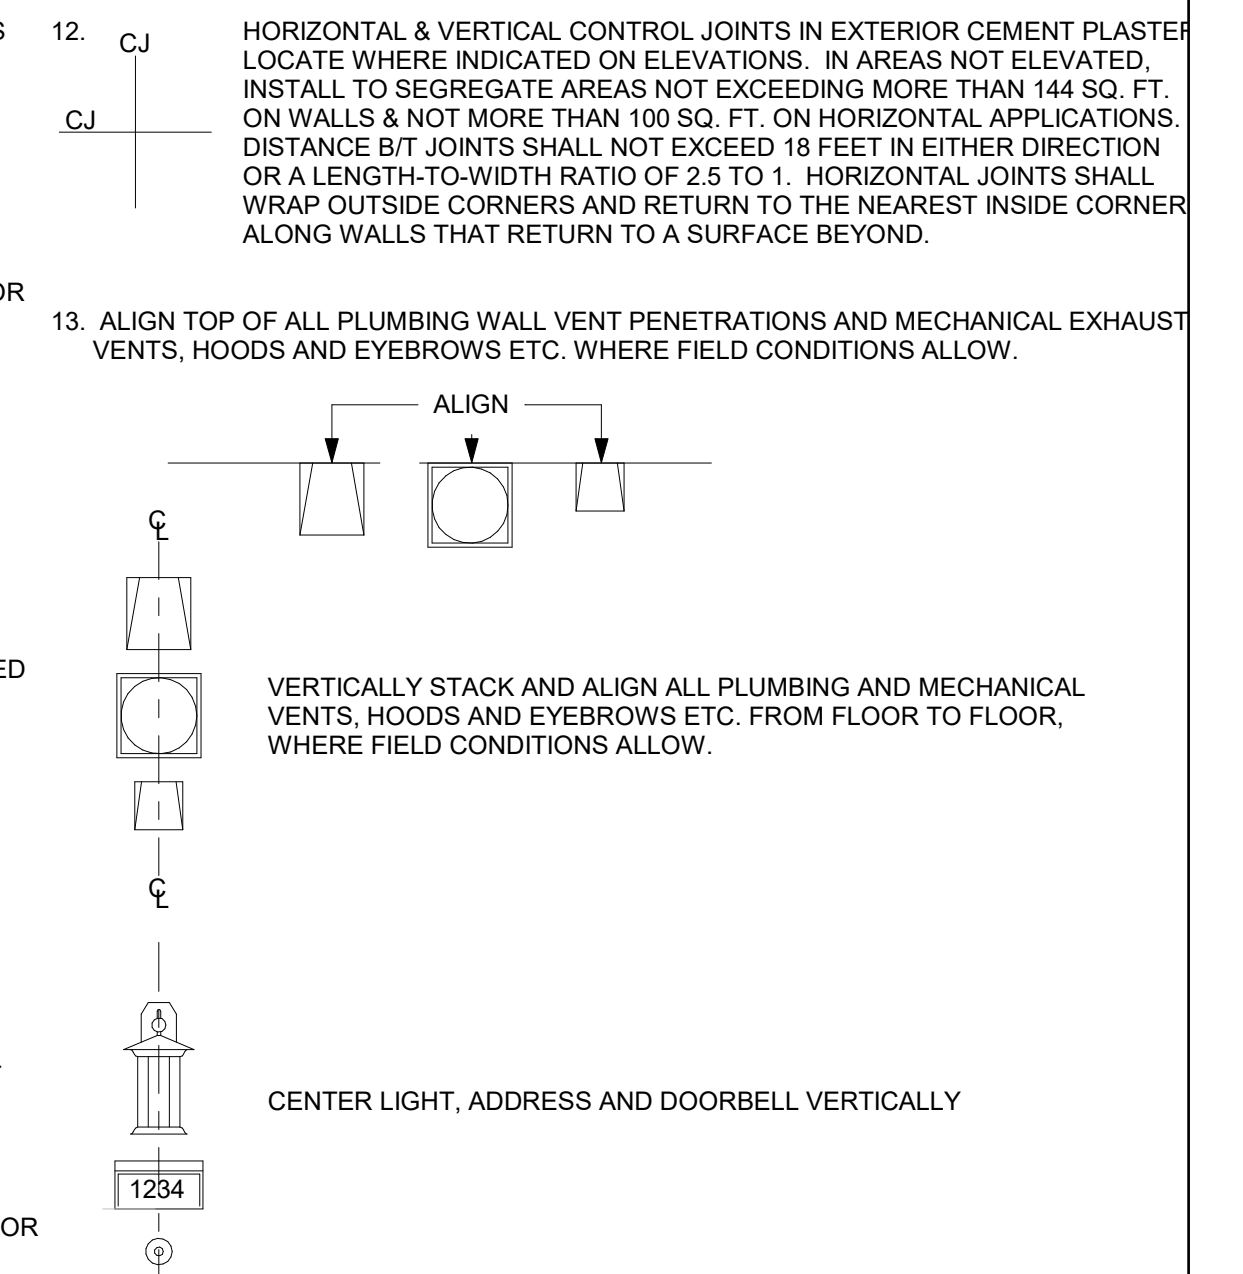 S
12.
CJ
CJ
HORIZONTAL & VERTICAL CONTROL JOINTS IN EXTERIOR CEMENT PLASTER
LOCATE WHERE INDICATED ON ELEVATIONS. IN AREAS NOT ELEVATED,
INSTALL TO SEGREGATE AREAS NOT EXCEEDING MORE THAN 144 SQ. FT.
ON WALLS & NOT MORE THAN 100 SQ. FT. ON HORIZONTAL APPLICATIONS.
DISTANCE B/T JOINTS SHALL NOT EXCEED 18 FEET IN EITHER DIRECTION
OR A LENGTH-TO-WIDTH RATIO OF 2.5 TO 1. HORIZONTAL JOINTS SHALL
WRAP OUTSIDE CORNERS AND RETURN TO THE NEAREST INSIDE CORNER
ALONG WALLS THAT RETURN TO A SURFACE BEYOND.
OR
13. ALIGN TOP OF ALL PLUMBING WALL VENT PENETRATIONS AND MECHANICAL EXHAUST
VENTS, HOODS AND EYEBROWS ETC. WHERE FIELD CONDITIONS ALLOW.
ALIGN
CL
ED
VERTICALLY STACK AND ALIGN ALL PLUMBING AND MECHANICAL
VENTS, HOODS AND EYEBROWS ETC. FROM FLOOR TO FLOOR,
WHERE FIELD CONDITIONS ALLOW.
CL
CENTER LIGHT, ADDRESS AND DOORBELL VERTICALLY
1234
OR